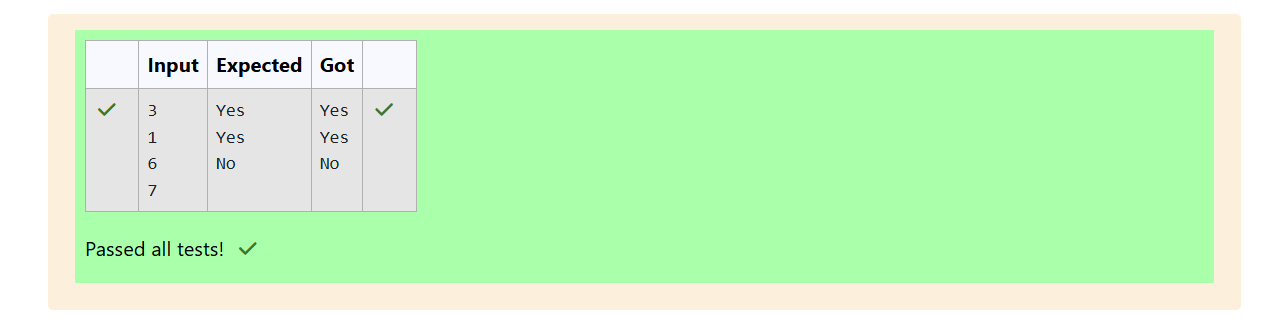 Input Expected Got
3 Yes Yes
1 Yes Yes
6 No No
7
Passed all tests!